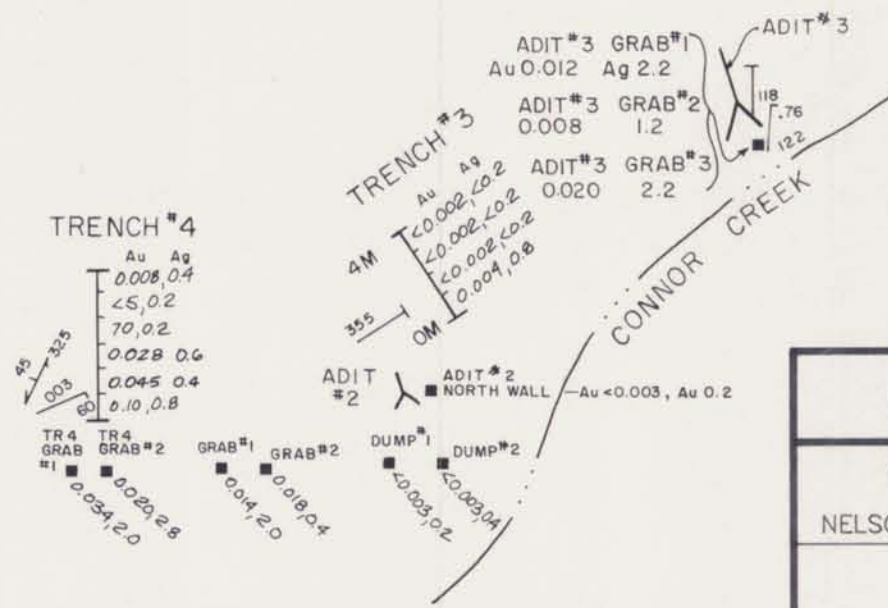 ADIT #3
ADIT #3 GRAB #1
Au 0.012 Ag 2.2
ADIT #3 GRAB #2
0.008 1.2
ADIT #3 GRAB #3
0.020 2.2
118
.76
122
CONNOR CREEK
TRENCH #3
Au Ag
<0.002, <0.2
<0.002, <0.2
<0.002, <0.2
0.004, 0.8
4M
0M
355
TRENCH #4
Au Ag
0.008, 0.4
<5, 0.2
70, 0.2
0.028 0.6
0.045 0.4
0.10, 0.8
45
325
003
60
ADIT
#2
ADIT #2
NORTH WALL —Au <0.003, Au 0.2
TR 4
GRAB
#1
0.034, 2.0
TR4
GRAB #2
0.020, 2.8
GRAB #1
0.014, 2.0
GRAB #2
0.018, 0.4
DUMP #1
<0.003, 0.2
DUMP #2
<0.003, 0.4